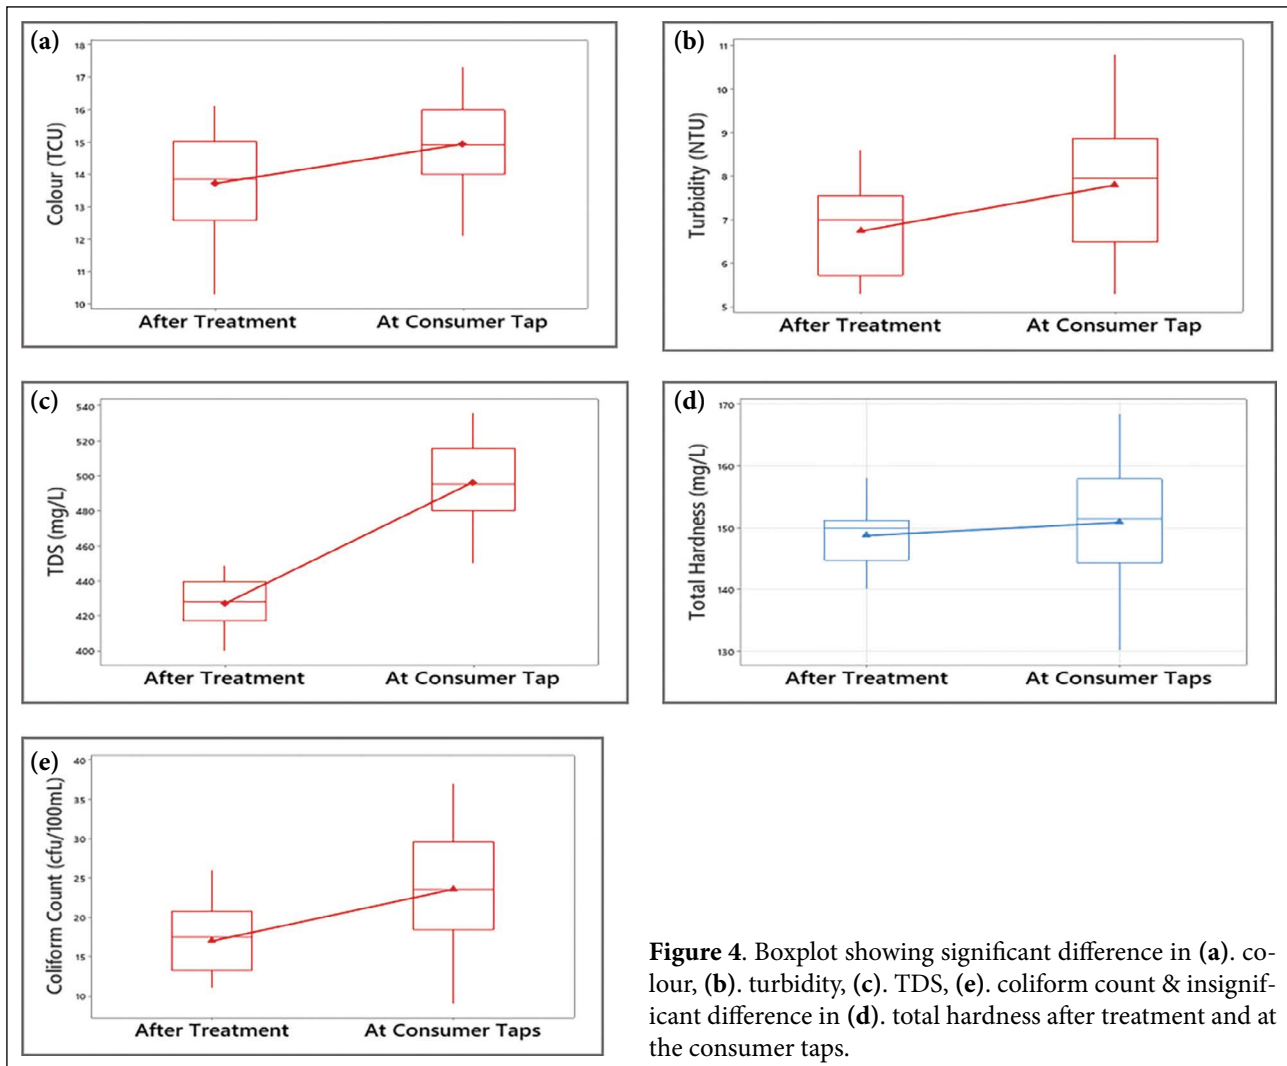 (a)
Colour (TCU)
18
17
16
15
14
13
12
11
10
After Treatment At Consumer Tap
(b)
Turbidity (NTU)
11
10
9
8
7
6
5
After Treatment At Consumer Tap
(c)
TDS (mg/L)
540
520
500
480
460
440
420
400
After Treatment At Consumer Tap
(d)
Total Hardness (mg/L)
170
160
150
140
130
After Treatment At Consumer Taps
(e)
Coliform Count (cfu/100mL)
40
35
30
25
20
15
10
After Treatment At Consumer Taps
Figure 4. Boxplot showing significant difference in (a). co-
lour, (b). turbidity, (c). TDS, (e). coliform count & insignif-
icant difference in (d). total hardness after treatment and at
the consumer taps.